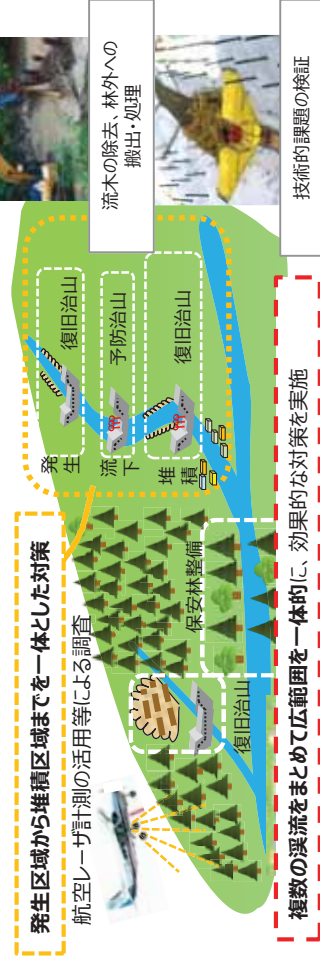 発生区域から堆積区域までを一体とした対策
航空レーザ計測の活用等による調査
発生
流下
堆積
復旧治山
予防治山
復旧治山
保安林整備
復旧治山
流木の除去、林外への
搬出・処理
技術的課題の検証
複数の渓流をまとめて広範囲を一体的に、効果的な対策を実施